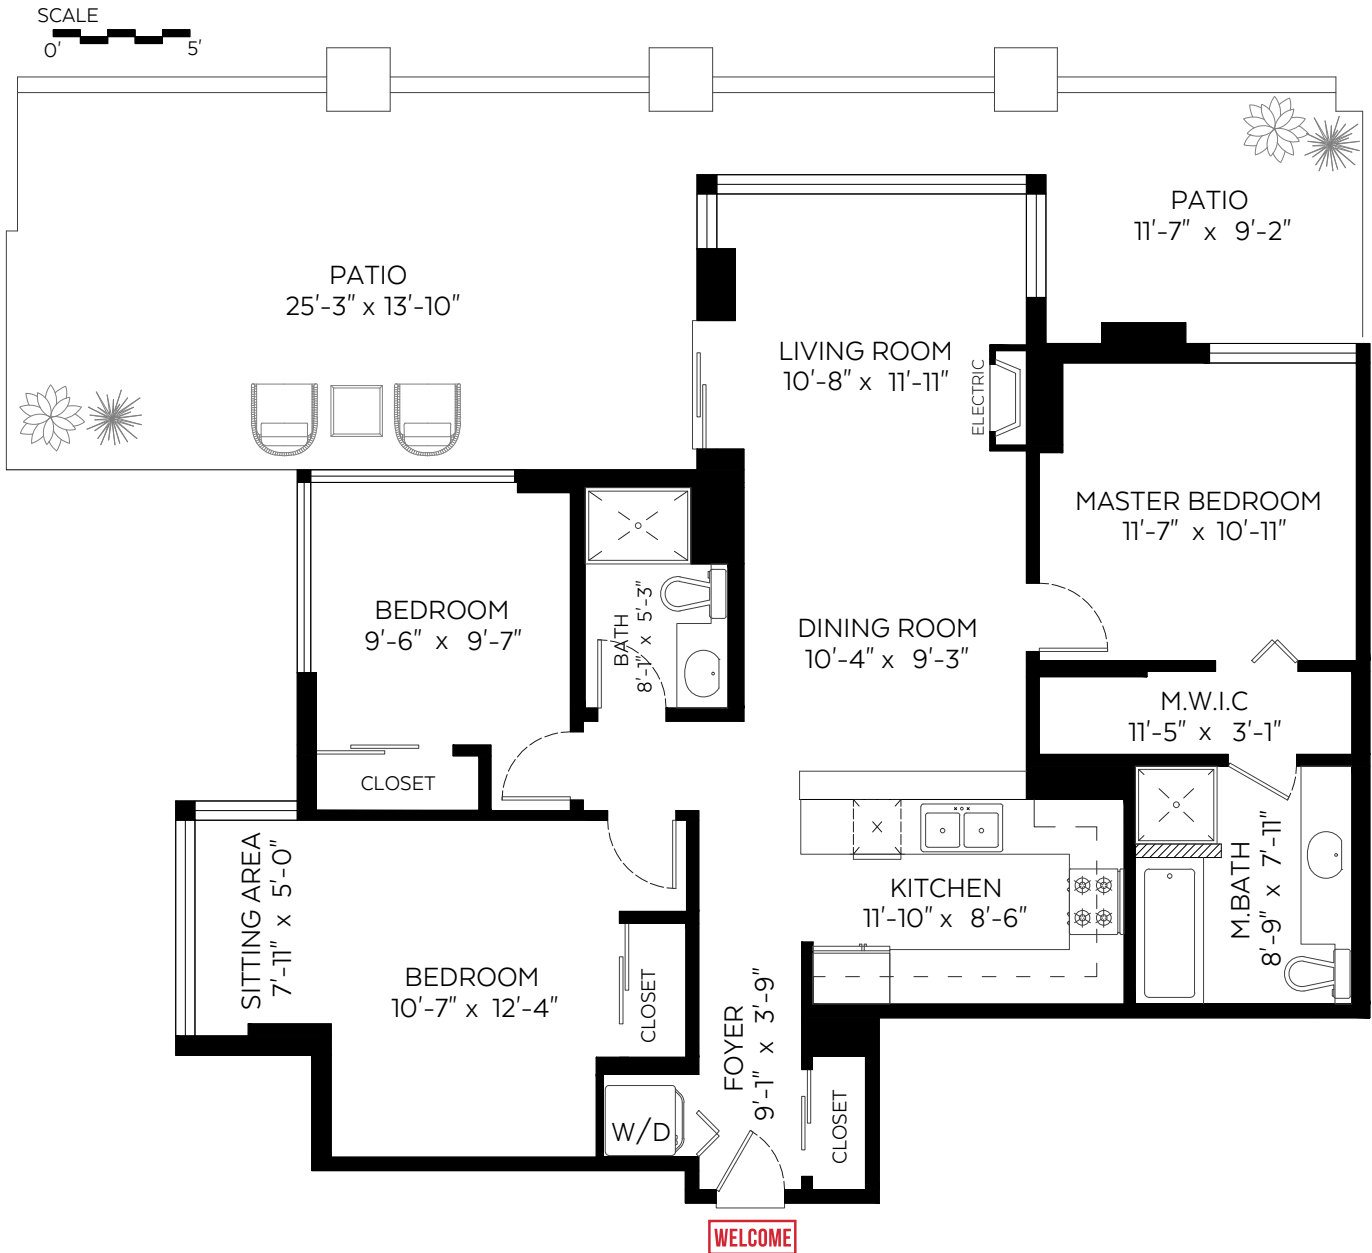 SCALE
0' 5'
PATIO
11'-7" x 9'-2"
PATIO
25'-3" x 13'-10"
LIVING ROOM
10'-8" x 11'-11"
ELECTRIC
MASTER BEDROOM
11'-7" x 10'-11"
BEDROOM
9'-6" x 9'-7"
BATH
8'-1" x 5'-3"
DINING ROOM
10'-4" x 9'-3"
M.W.I.C
11'-5" x 3'-1"
CLOSET
SITTING AREA
7'-11" x 5'-0"
KITCHEN
11'-10" x 8'-6"
M.BATH
8'-9" x 7'-11"
BEDROOM
10'-7" x 12'-4"
CLOSET
FOYER
9'-1" x 3'-9"
W/D
CLOSET
WELCOME